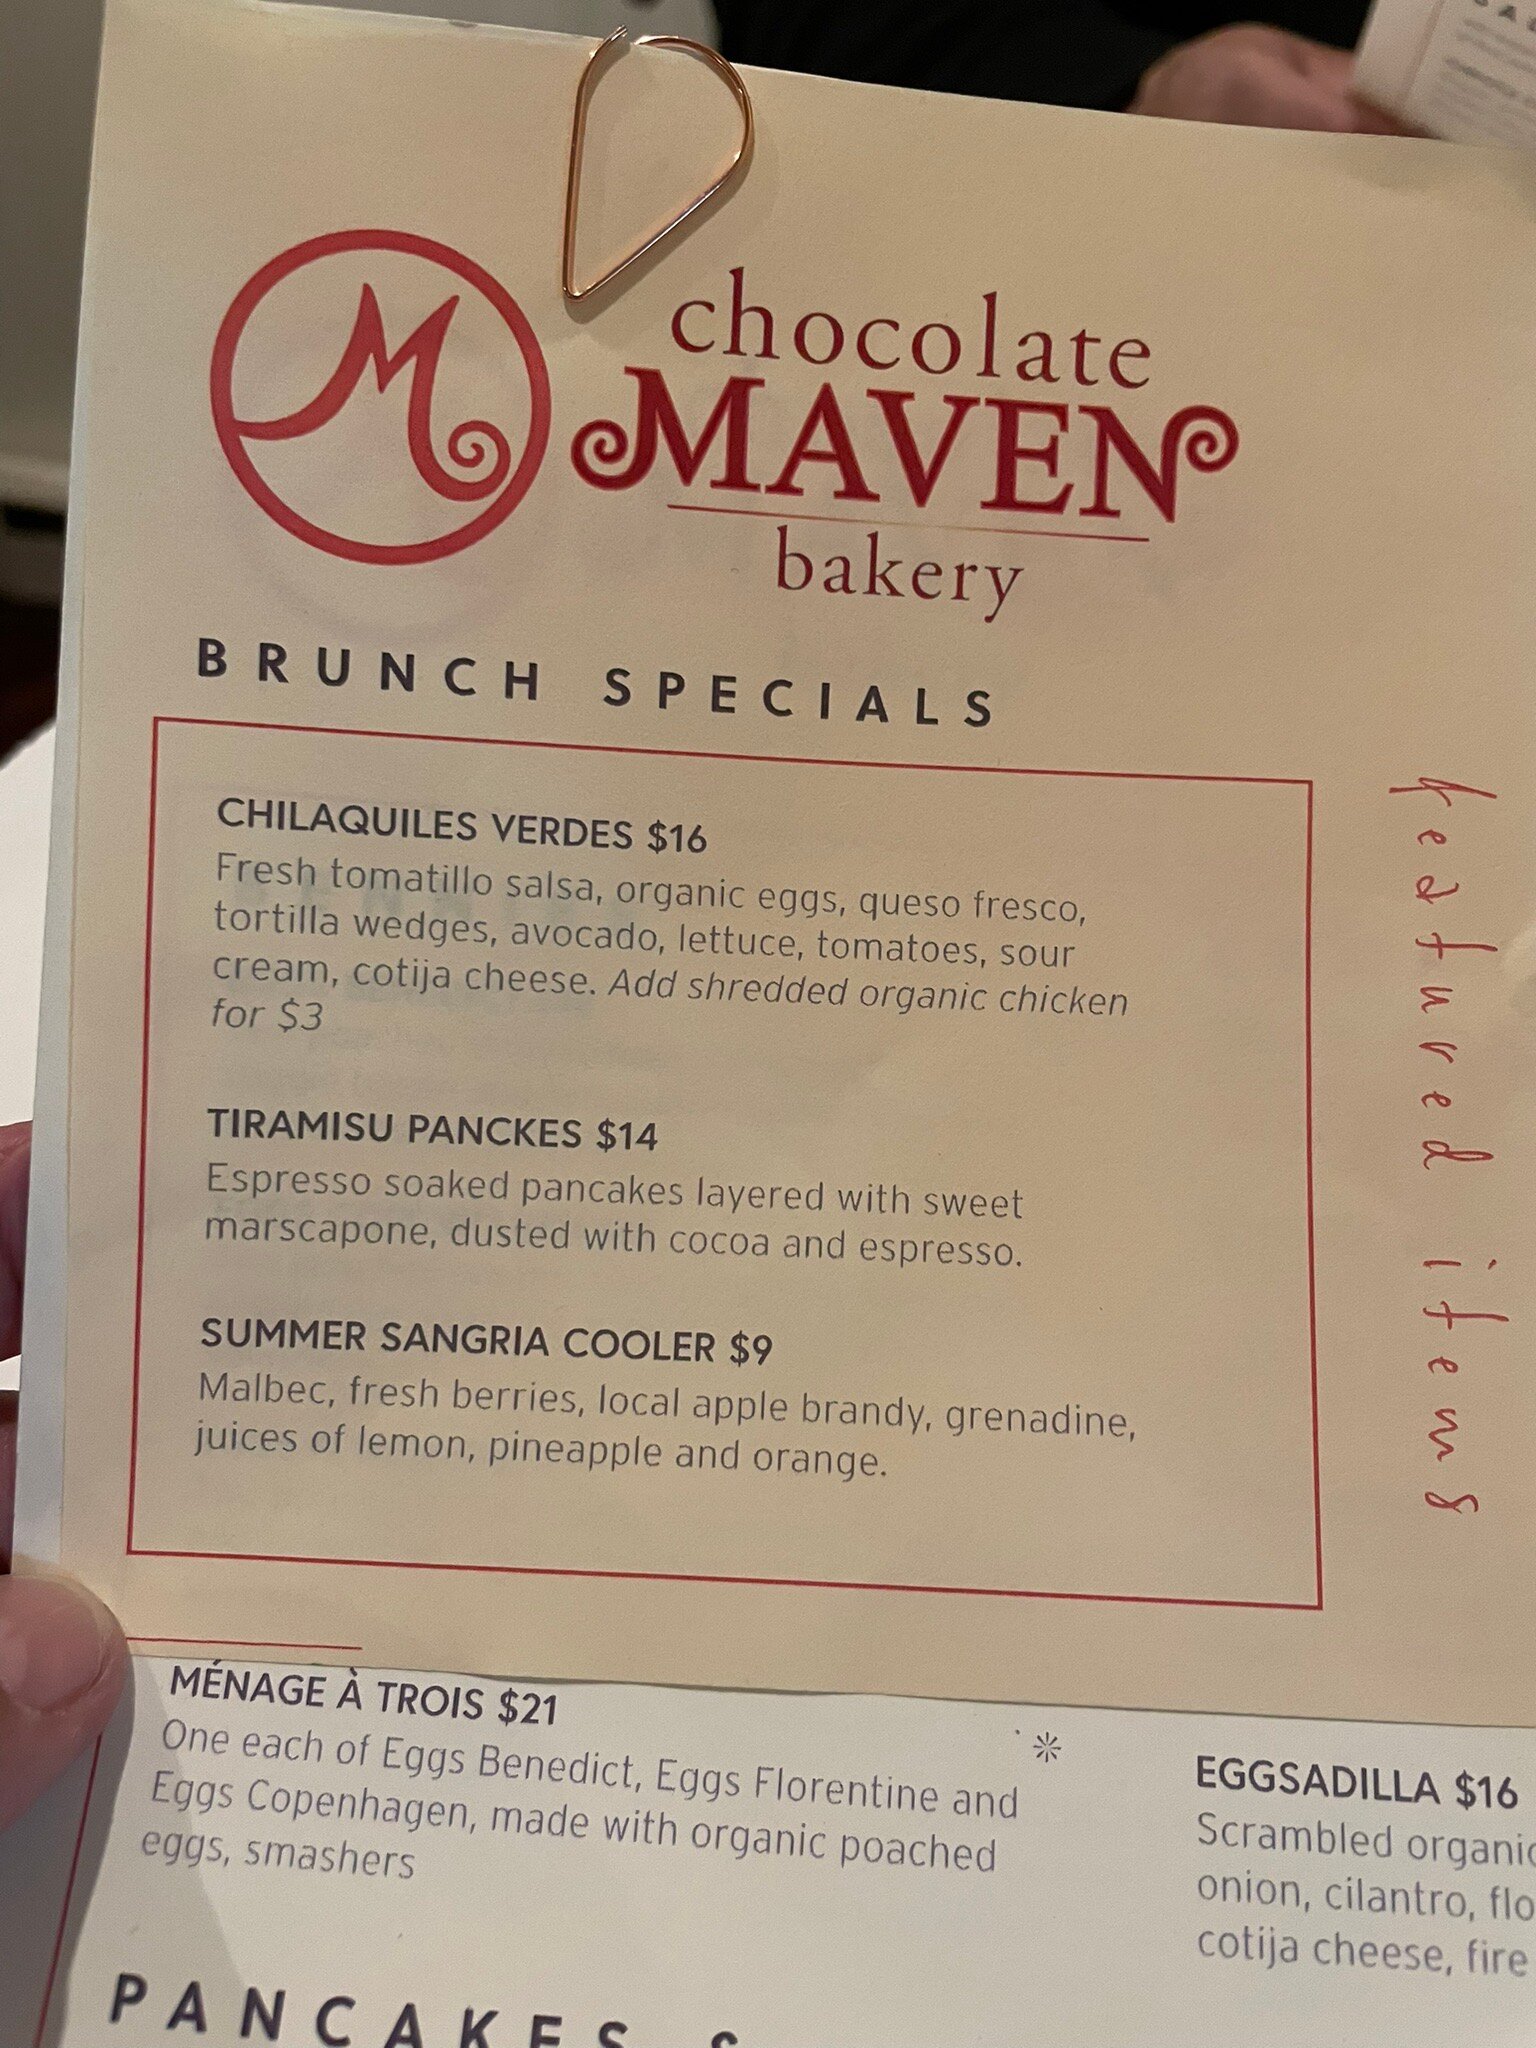 M
chocolate
MAVEN
bakery
BRUNCH SPECIALS
CHILAQUILES VERDES $16
Fresh tomatillo salsa, organic eggs, queso fresco,
tortilla wedges, avocado, lettuce, tomatoes, sour
cream, cotija cheese. Add shredded organic chicken
for $3
TIRAMISU PANCKES $14
Espresso soaked pancakes layered with sweet
marscapone, dusted with cocoa and espresso.
SUMMER SANGRIA COOLER $9
Malbec, fresh berries, local apple brandy, grenadine,
juices of lemon, pineapple and orange.
featured items
MÉNAGE À TROIS $21
One each of Eggs Benedict, Eggs Florentine and
Eggs Copenhagen, made with organic poached
eggs, smashers
EGGSADILLA $16
Scrambled organic
onion, cilantro,
cotija cheese, fire
PANCAKES